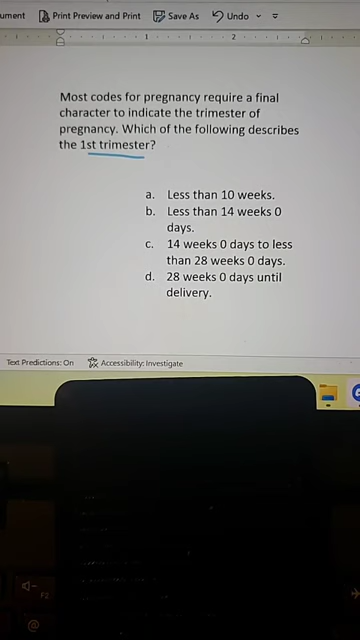 ument Print Preview and Print Save As Undo
1 2
Most codes for pregnancy require a final
character to indicate the trimester of
pregnancy. Which of the following describes
the 1st trimester?
a. Less than 10 weeks.
b. Less than 14 weeks 0
days.
c. 14 weeks 0 days to less
than 28 weeks 0 days.
d. 28 weeks 0 days until
delivery.
Text Predictions: On Accessibility: Investigate
F2
@